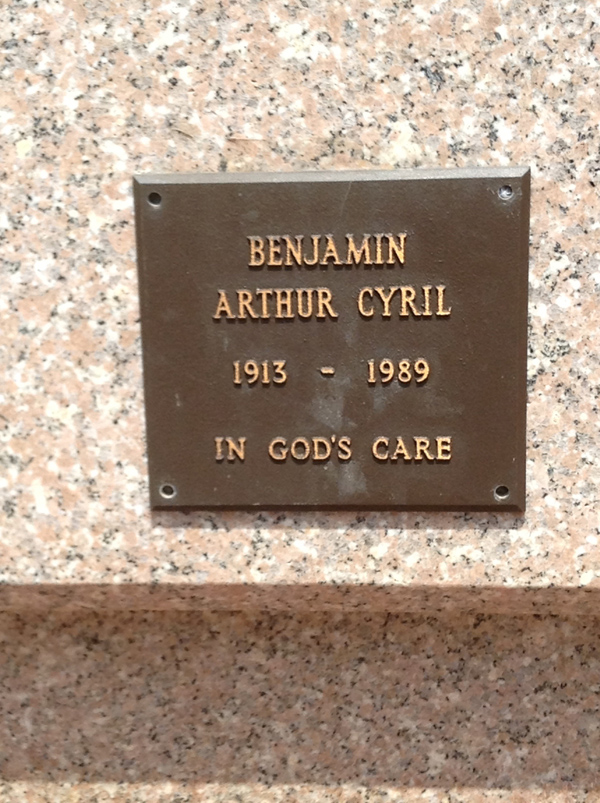 BENJAMIN
ARTHUR CYRIL
1913 - 1989
IN GOD'S CARE